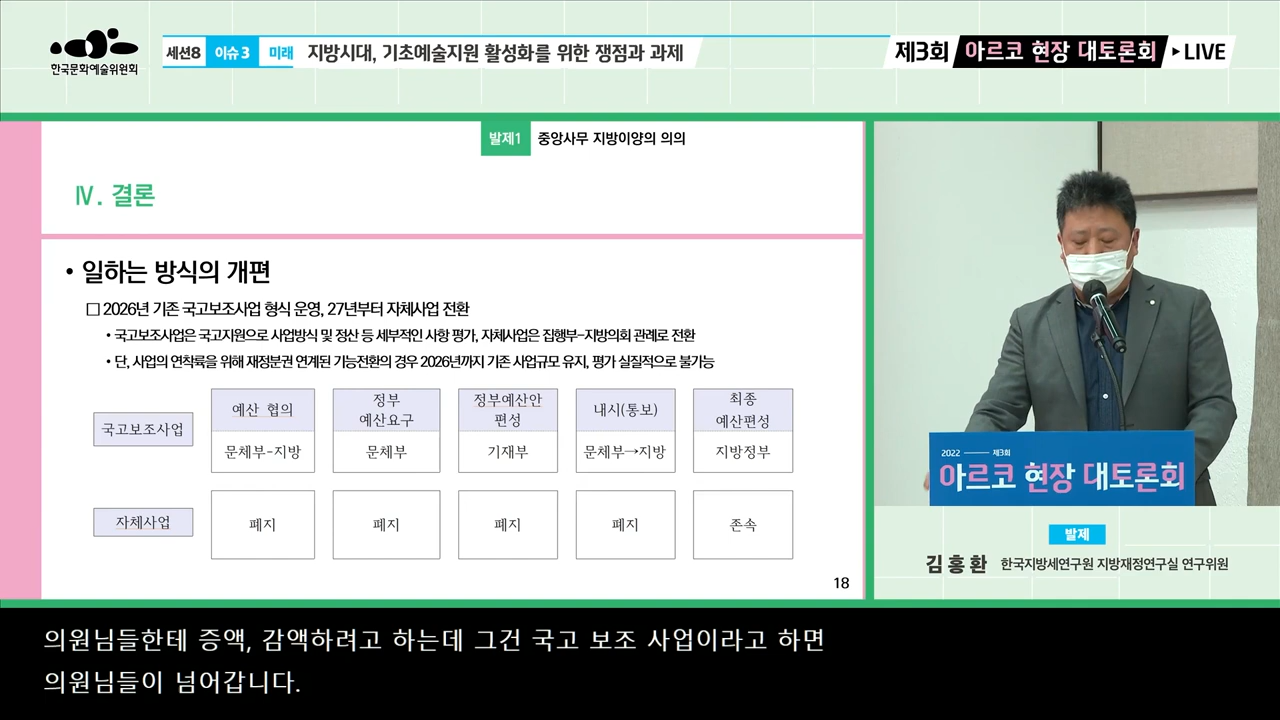 한국문화예술위원회
세션8 이슈 3 미래 지방시대, 기초예술지원 활성화를 위한 쟁점과 과제
제3회 아르코 현장 대토론회 ▸LIVE
발제1 중앙사무 지방이양의 의의
Ⅳ. 결론
• 일하는 방식의 개편
□ 2026년 기존 국고보조사업 형식 운영, 27년부터 자체사업 전환
• 국고보조사업은 국고지원으로 사업방식 및 정산 등 세부적인 사항 평가, 자체사업은 집행부-지방의회 관례로 전환
• 단, 사업의 연착륙을 위해 재정분권 연계된 기능전환의 경우 2026년까지 기존 사업규모 유지, 평가 실질적으로 불가능
국고보조사업
예산 협의
문체부-지방
정부
예산요구
문체부
정부예산안
편성
기재부
내시(통보)
문체부→지방
최종
예산편성
지방정부
자체사업
폐지
폐지
폐지
폐지
존속
18
2022 제3회
아르코 현장 대토론회
발제
김홍환 한국지방세연구원 지방재정연구실 연구위원
의원님들한테 증액, 감액하려고 하는데 그건 국고 보조 사업이라고 하면
의원님들이 넘어갑니다.